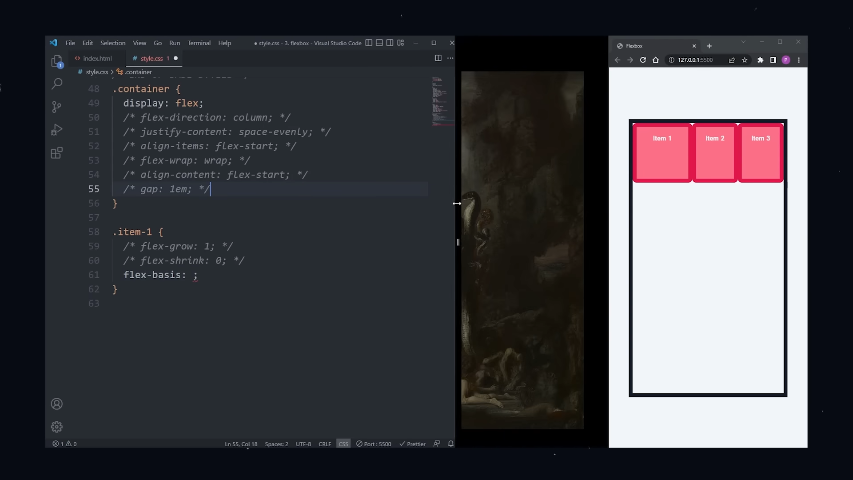 File Edit Selection View Go Run Terminal Help
● style.css - 3. flexbox - Visual Studio Code
index.html
style.css 1 ●
style.css > .container
48 .container {
49 display: flex;
50 /* flex-direction: column; */
51 /* justify-content: space-evenly; */
52 /* align-items: flex-start; */
53 /* flex-wrap: wrap; */
54 /* align-content: flex-start; */
55 /* gap: 1em; */
56 }
57
58 .item-1 {
59 /* flex-grow: 1; */
60 /* flex-shrink: 0; */
61 flex-basis: ;
62 }
63
1 0 Ln 55, Col 18 Spaces: 2 UTF-8 CRLF CSS Port : 5500 Prettier
Flexbox
127.0.0.1:5500
Item 1
Item 2
Item 3